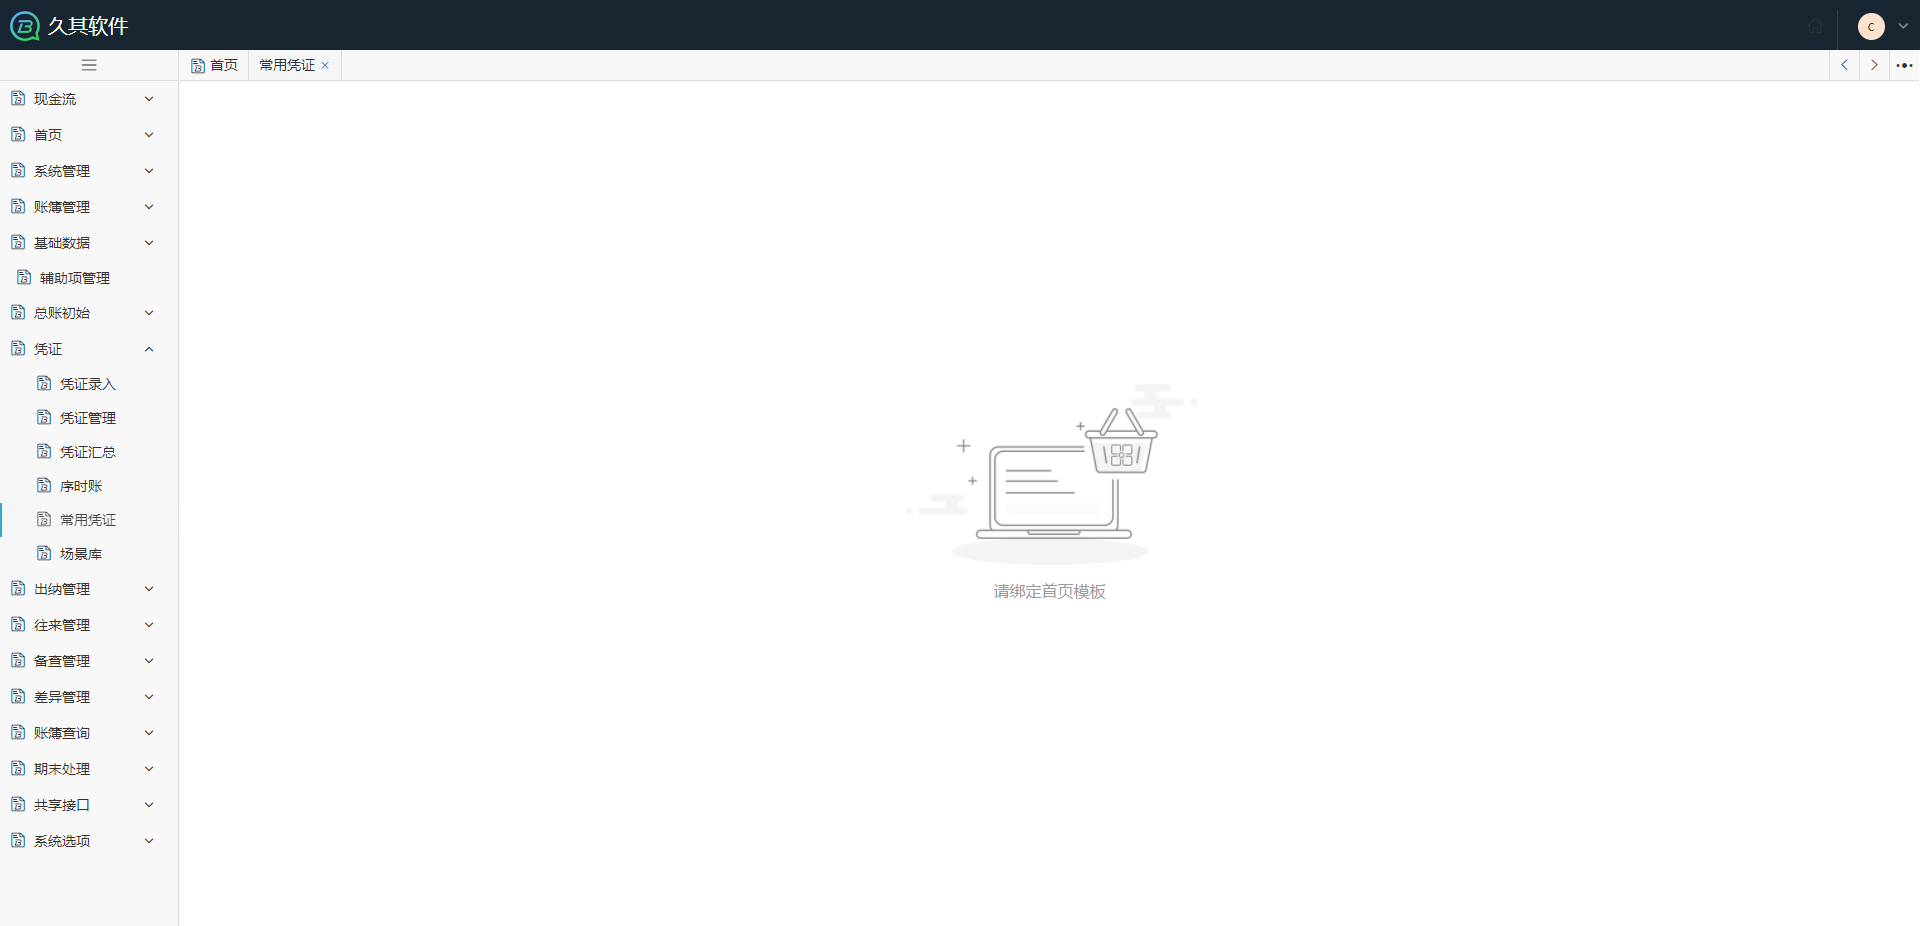 久其软件
C
首页
常用凭证
现金流
首页
系统管理
账簿管理
基础数据
辅助项管理
总账初始
凭证
凭证录入
凭证管理
凭证汇总
序时账
常用凭证
场景库
出纳管理
往来管理
备查管理
差异管理
账簿查询
期末处理
共享接口
系统选项
请绑定首页模板